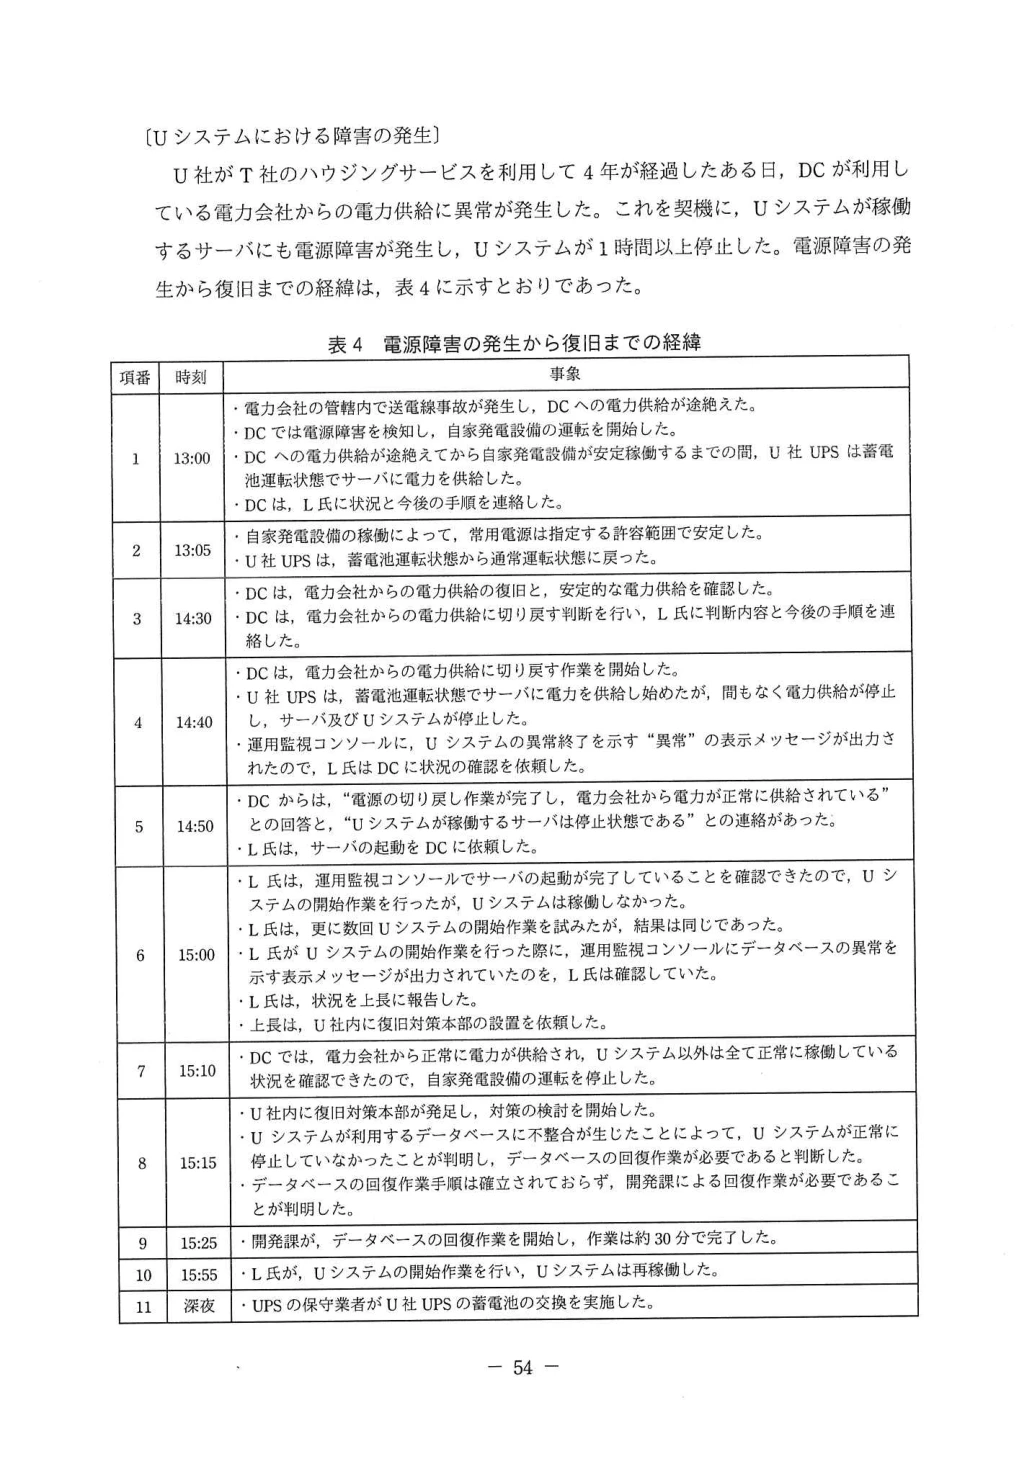 〔U システムにおける障害の発生〕
U 社が T 社のハウジングサービスを利用して 4 年が経過したある日，DC が利用し
ている電力会社からの電力供給に異常が発生した。これを契機に，U システムが稼働
するサーバにも電源障害が発生し，U システムが 1 時間以上停止した。電源障害の発
生から復旧までの経緯は，表 4 に示すとおりであった。
表 4　電源障害の発生から復旧までの経緯
項番 時刻 事象
1 13:00
・電力会社の管轄内で送電線事故が発生し，DC への電力供給が途絶えた。
・DC では電源障害を検知し，自家発電設備の運転を開始した。
・DC への電力供給が途絶えてから自家発電設備が安定稼働するまでの間，U 社 UPS は蓄電
池運転状態でサーバに電力を供給した。
・DC は，L 氏に状況と今後の手順を連絡した。
2 13:05
・自家発電設備の稼働によって，常用電源は指定する許容範囲で安定した。
・U 社 UPS は，蓄電池運転状態から通常運転状態に戻った。
3 14:30
・DC は，電力会社からの電力供給の復旧と，安定的な電力供給を確認した。
・DC は，電力会社からの電力供給に切り戻す判断を行い，L 氏に判断内容と今後の手順を連
絡した。
4 14:40
・DC は，電力会社からの電力供給に切り戻す作業を開始した。
・U 社 UPS は，蓄電池運転状態でサーバに電力を供給し始めたが，間もなく電力供給が停止
し，サーバ及び U システムが停止した。
・運用監視コンソールに，U システムの異常終了を示す“異常”の表示メッセージが出力さ
れたので，L 氏は DC に状況の確認を依頼した。
5 14:50
・DC からは，“電源の切り戻し作業が完了し，電力会社から電力が正常に供給されている”
との回答と，“U システムが稼働するサーバは停止状態である”との連絡があった。
・L 氏は，サーバの起動を DC に依頼した。
6 15:00
・L 氏は，運用監視コンソールでサーバの起動が完了していることを確認できたので，U シ
ステムの開始作業を行ったが，U システムは稼働しなかった。
・L 氏は，更に数回 U システムの開始作業を試みたが，結果は同じであった。
・L 氏が U システムの開始作業を行った際に，運用監視コンソールにデータベースの異常を
示す表示メッセージが出力されていたのを，L 氏は確認していた。
・L 氏は，状況を上長に報告した。
・上長は，U 社内に復旧対策本部の設置を依頼した。
7 15:10
・DC では，電力会社から正常に電力が供給され，U システム以外は全て正常に稼働している
状況を確認できたので，自家発電設備の運転を停止した。
8 15:15
・U 社内に復旧対策本部が発足し，対策の検討を開始した。
・U システムが利用するデータベースに不整合が生じたことによって，U システムが正常に
停止していなかったことが判明し，データベースの回復作業が必要であると判断した。
・データベースの回復作業手順は確立されておらず，開発課による回復作業が必要であるこ
とが判明した。
9 15:25 ・開発課が，データベースの回復作業を開始し，作業は約 30 分で完了した。
10 15:55 ・L 氏が，U システムの開始作業を行い，U システムは再稼働した。
11 深夜 ・UPS の保守業者が U 社 UPS の蓄電池の交換を実施した。
－ 54 －